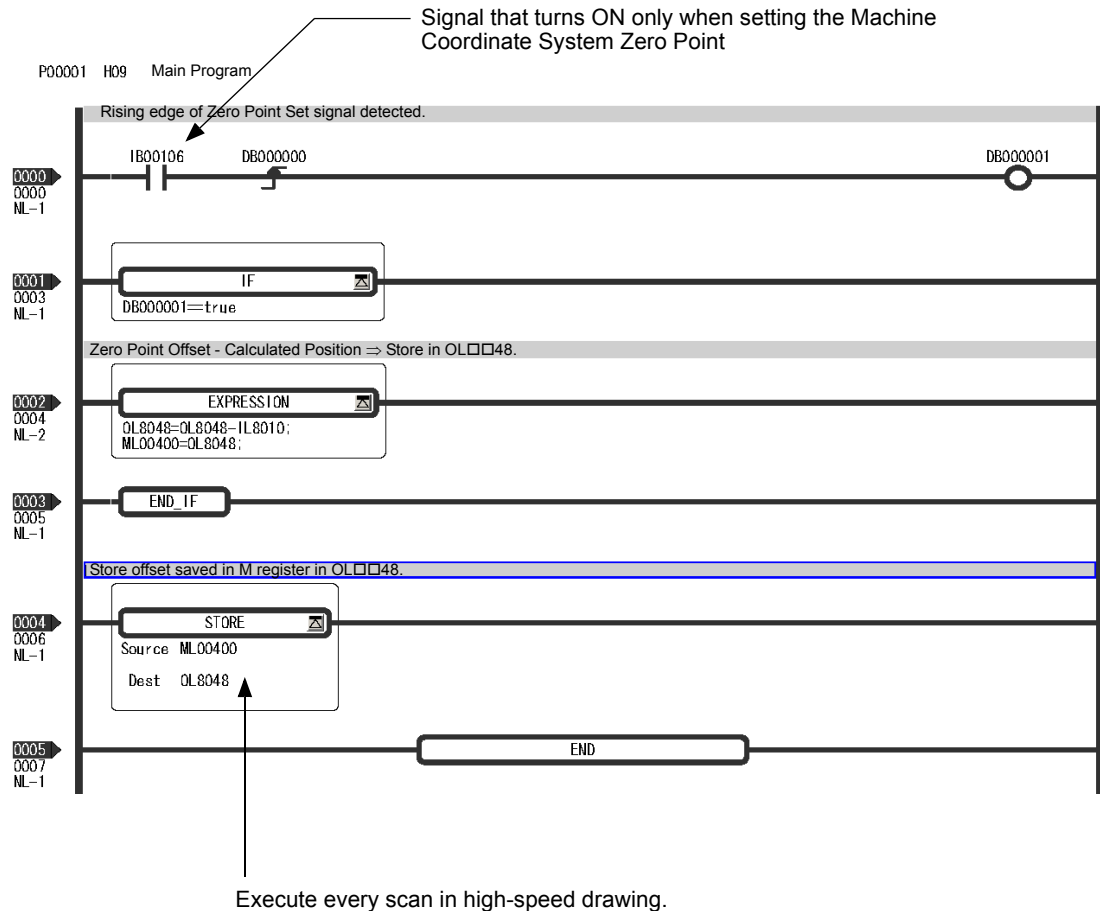 Signal that turns ON only when setting the Machine
Coordinate System Zero Point
P00001 H09 Main Program
Rising edge of Zero Point Set signal detected.
IB00106 DB000000 DB000001
0000
0000
NL-1
0001 IF
0003
NL-1
DB000001==true
Zero Point Offset - Calculated Position ⇒ Store in OL□□48.
0002 EXPRESSION
0004
NL-2
OL8048=OL8048-IL8010;
ML00400=OL8048;
0003 END_IF
0005
NL-1
Store offset saved in M register in OL□□48.
0004 STORE
0006
NL-1
Source ML00400
Dest OL8048
0005 END
0007
NL-1
Execute every scan in high-speed drawing.